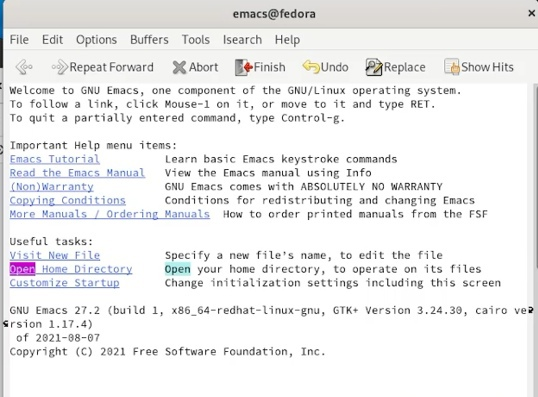 emacs@fedora
File Edit Options Buffers Tools Isearch Help
Repeat Forward Abort Finish Undo Replace Show Hits
Welcome to GNU Emacs, one component of the GNU/Linux operating system.
To follow a link, click Mouse-1 on it, or move to it and type RET.
To quit a partially entered command, type Control-g.
Important Help menu items:
Emacs Tutorial Learn basic Emacs keystroke commands
Read the Emacs Manual View the Emacs manual using Info
(Non)Warranty GNU Emacs comes with ABSOLUTELY NO WARRANTY
Copying Conditions Conditions for redistributing and changing Emacs
More Manuals / Ordering Manuals How to order printed manuals from the FSF
Useful tasks:
Visit New File Specify a new file's name, to edit the file
Open Home Directory Open your home directory, to operate on its files
Customize Startup Change initialization settings including this screen
GNU Emacs 27.2 (build 1, x86_64-redhat-linux-gnu, GTK+ Version 3.24.30, cairo ve
rsion 1.17.4)
of 2021-08-07
Copyright (C) 2021 Free Software Foundation, Inc.